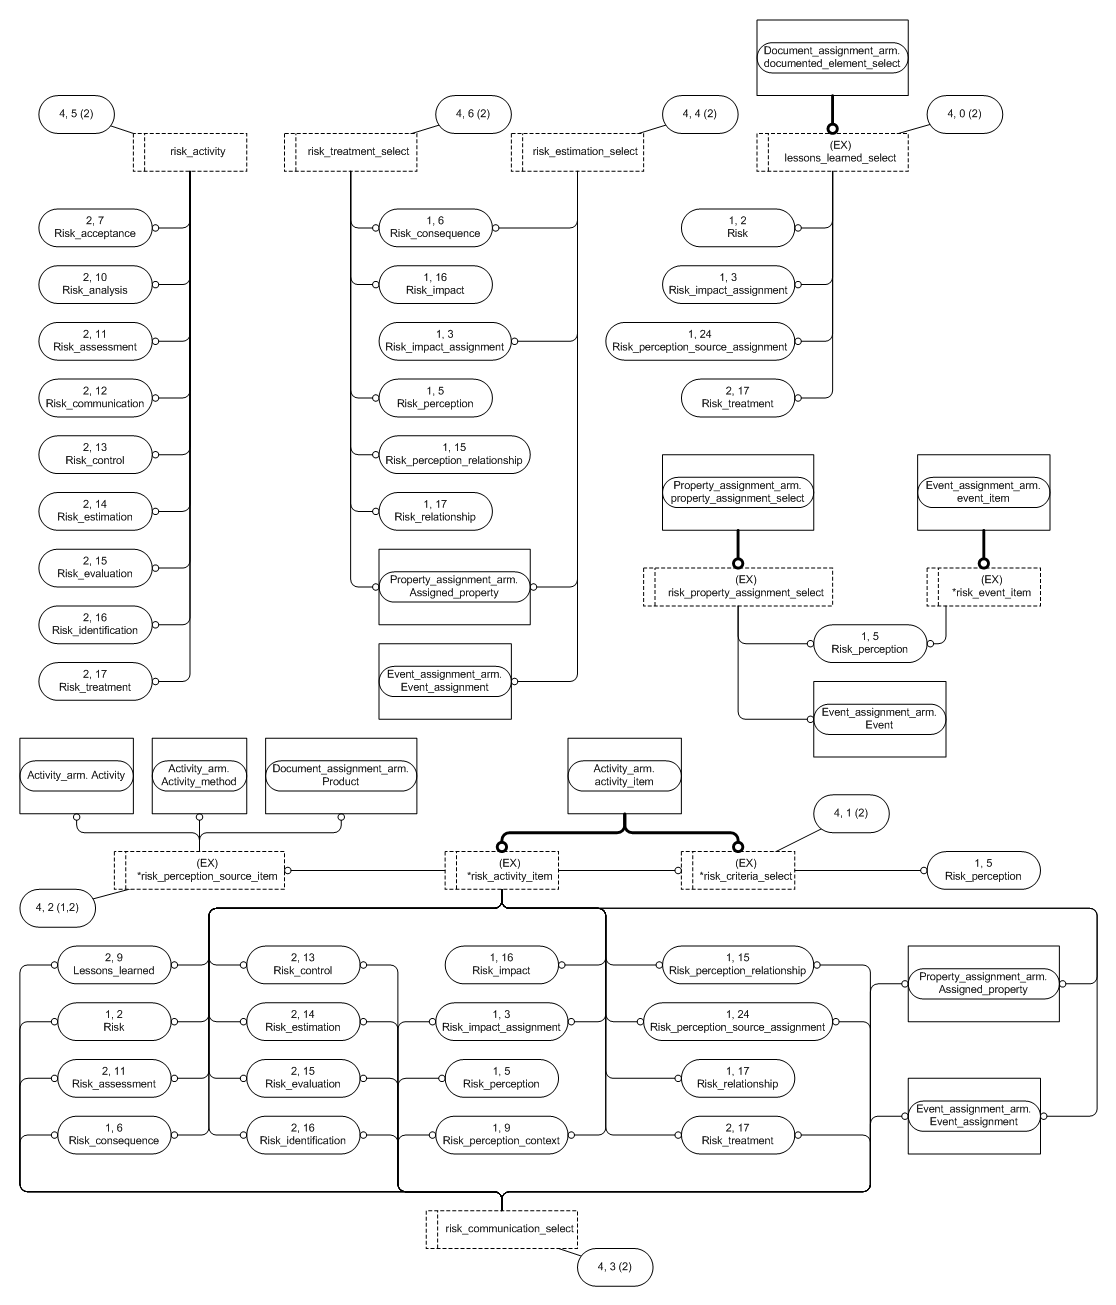 Document_assignment_arm.
documented_element_select
4, 5 (2)
4, 6 (2)
4, 4 (2)
4, 0 (2)
risk_activity
risk_treatment_select
risk_estimation_select
(EX)
lessons_learned_select
2, 7
Risk_acceptance
1, 6
Risk_consequence
1, 2
Risk
2, 10
Risk_analysis
1, 16
Risk_impact
1, 3
Risk_impact_assignment
2, 11
Risk_assessment
1, 3
Risk_impact_assignment
1, 24
Risk_perception_source_assignment
2, 12
Risk_communication
1, 5
Risk_perception
2, 17
Risk_treatment
2, 13
Risk_control
1, 15
Risk_perception_relationship
2, 14
Risk_estimation
1, 17
Risk_relationship
Property_assignment_arm.
property_assignment_select
Event_assignment_arm.
event_item
2, 15
Risk_evaluation
Property_assignment_arm.
Assigned_property
(EX)
risk_property_assignment_select
(EX)
*risk_event_item
2, 16
Risk_identification
1, 5
Risk_perception
2, 17
Risk_treatment
Event_assignment_arm.
Event_assignment
Event_assignment_arm.
Event
Activity_arm. Activity
Activity_arm.
Activity_method
Document_assignment_arm.
Product
Activity_arm.
activity_item
4, 1 (2)
(EX)
*risk_perception_source_item
(EX)
*risk_activity_item
(EX)
*risk_criteria_select
1, 5
Risk_perception
4, 2 (1,2)
2, 9
Lessons_learned
2, 13
Risk_control
1, 16
Risk_impact
1, 15
Risk_perception_relationship
Property_assignment_arm.
Assigned_property
1, 2
Risk
2, 14
Risk_estimation
1, 3
Risk_impact_assignment
1, 24
Risk_perception_source_assignment
2, 11
Risk_assessment
2, 15
Risk_evaluation
1, 5
Risk_perception
1, 17
Risk_relationship
1, 6
Risk_consequence
2, 16
Risk_identification
1, 9
Risk_perception_context
2, 17
Risk_treatment
Event_assignment_arm.
Event_assignment
risk_communication_select
4, 3 (2)